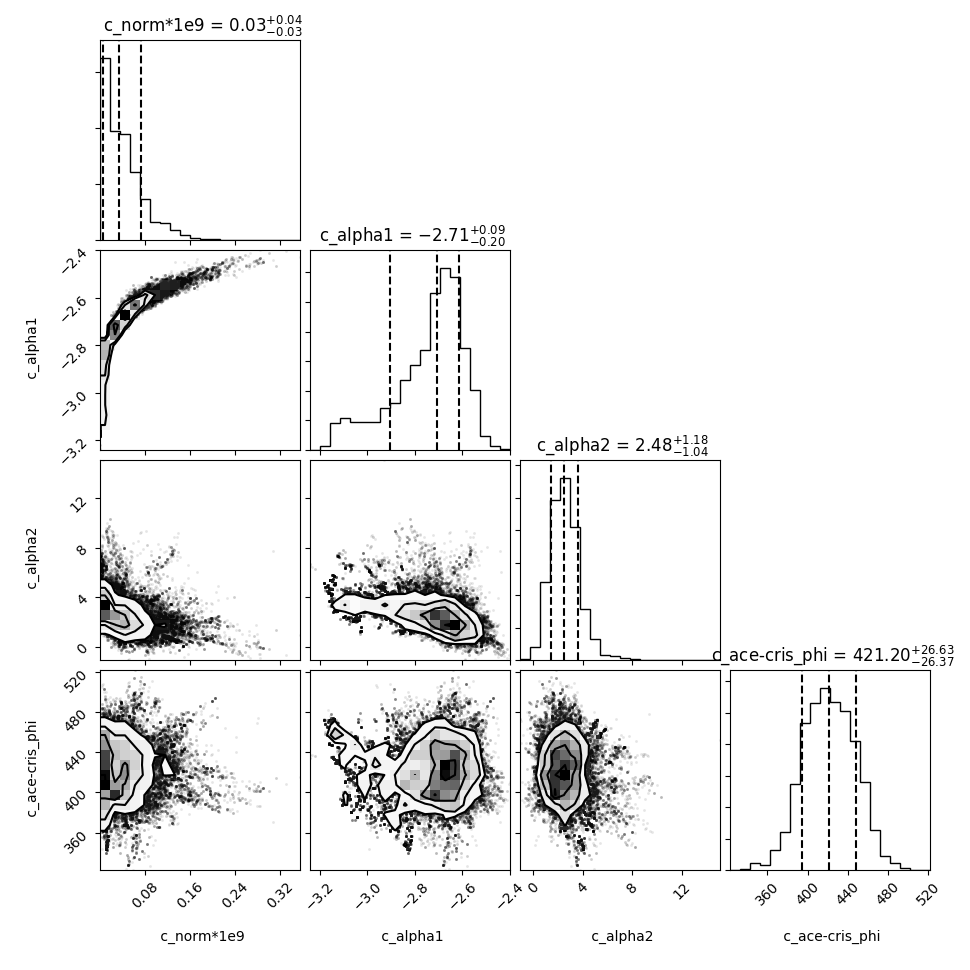 c_norm*1e9 = 0.03+0.04−0.03
c_alpha1 = −2.71+0.09−0.20
−2.4
−2.6
−2.8
−3.0
−3.2
c_alpha1
c_alpha2 = 2.48+1.18−1.04
12
8
4
0
c_alpha2
c_ace-cris_phi = 421.20+26.63−26.37
520
480
440
400
360
c_ace-cris_phi
0.08 0.16 0.24 0.32
−3.2 −3.0 −2.8 −2.6 −2.4
0 4 8 12
360 400 440 480 520
c_norm*1e9 c_alpha1 c_alpha2 c_ace-cris_phi